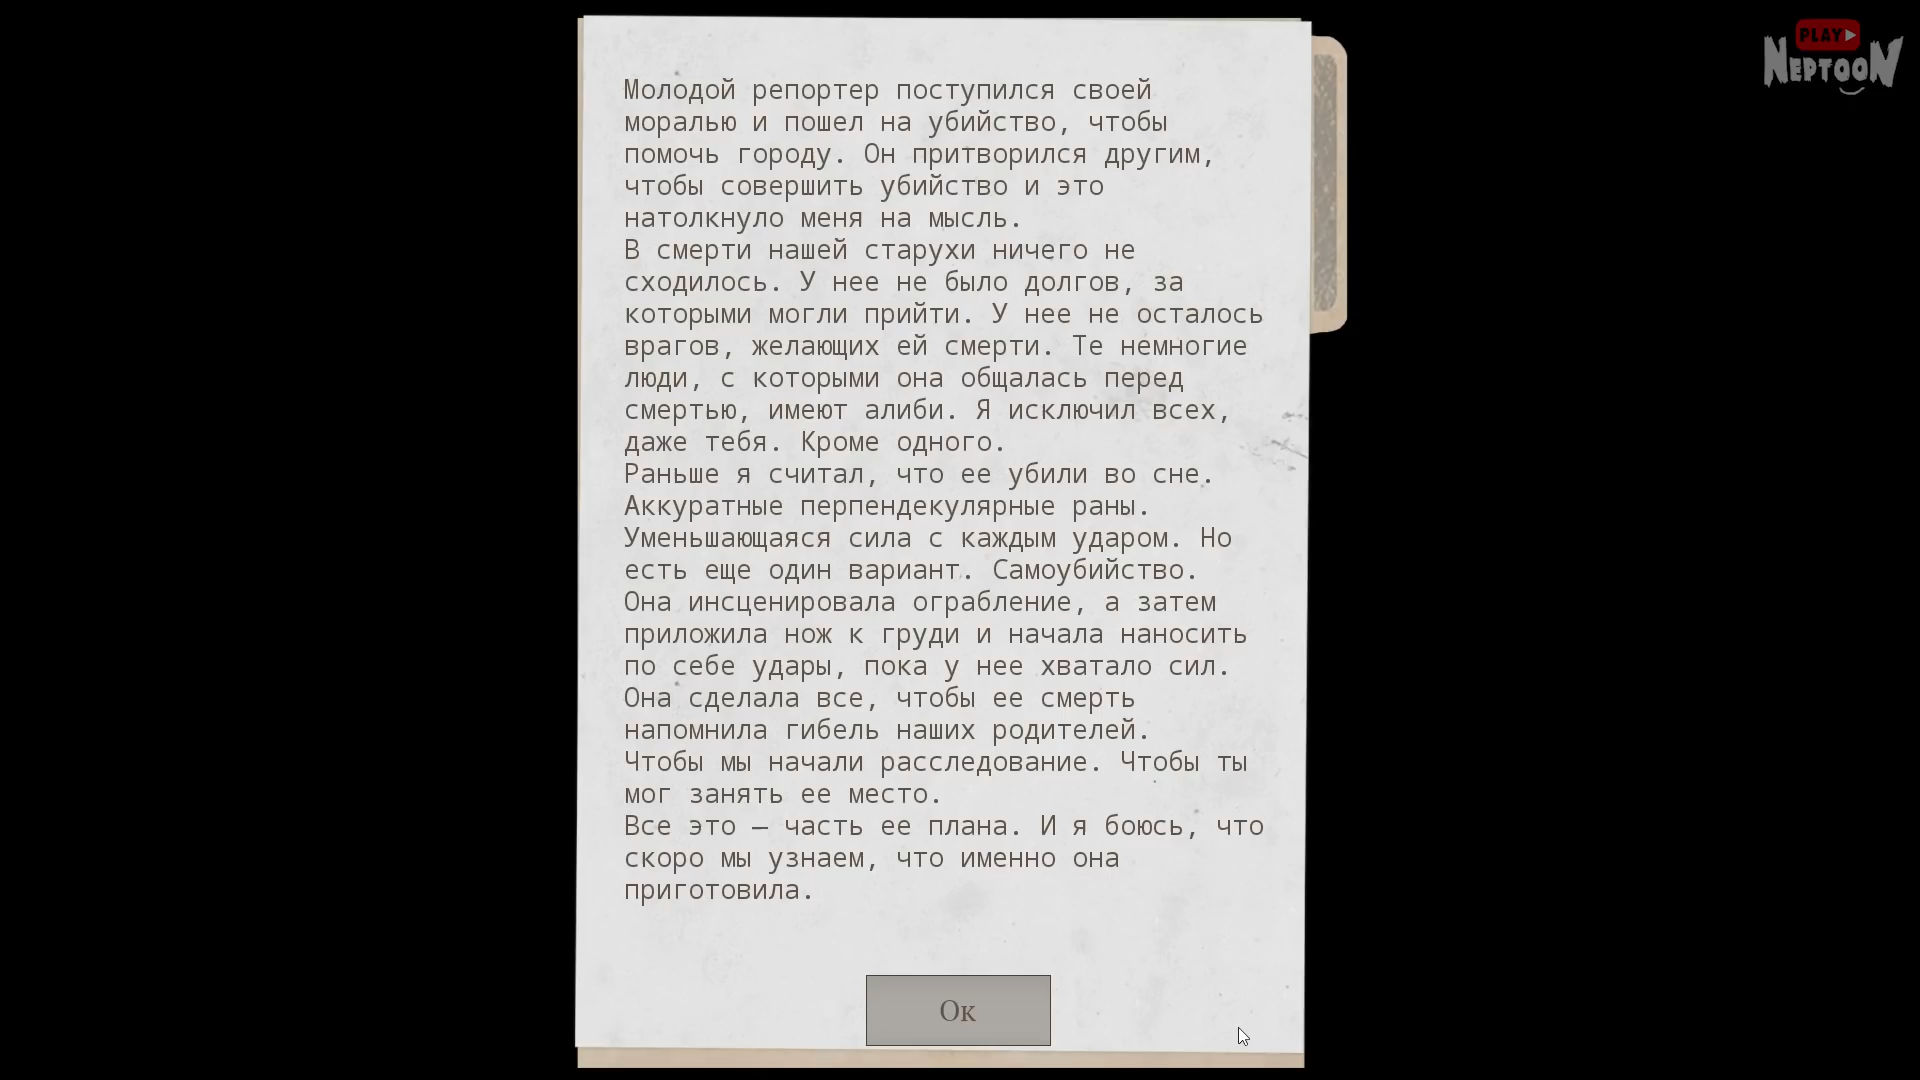 PLAY
NEPTOON
Молодой репортер поступился своей
моралью и пошел на убийство, чтобы
помочь городу. Он притворился другим,
чтобы совершить убийство и это
натолкнуло меня на мысль.
В смерти нашей старухи ничего не
сходилось. У нее не было долгов, за
которыми могли прийти. У нее не осталось
врагов, желающих ей смерти. Те немногие
люди, с которыми она общалась перед
смертью, имеют алиби. Я исключил всех,
даже тебя. Кроме одного.
Раньше я считал, что ее убили во сне.
Аккуратные перпендекулярные раны.
Уменьшающаяся сила с каждым ударом. Но
есть еще один вариант. Самоубийство.
Она инсценировала ограбление, а затем
приложила нож к груди и начала наносить
по себе удары, пока у нее хватало сил.
Она сделала все, чтобы ее смерть
напомнила гибель наших родителей.
Чтобы мы начали расследование. Чтобы ты
мог занять ее место.
Все это — часть ее плана. И я боюсь, что
скоро мы узнаем, что именно она
приготовила.
Ок